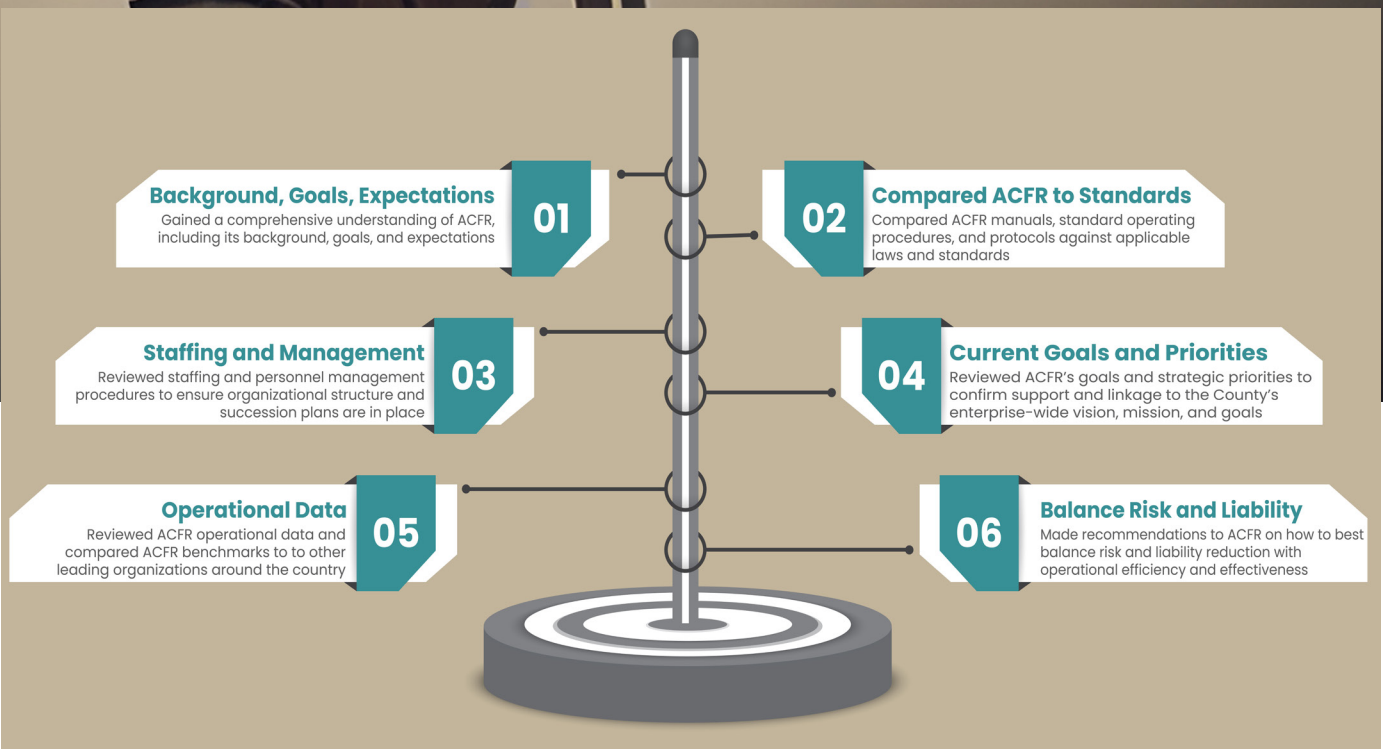 01
Background, Goals, Expectations
Gained a comprehensive understanding of ACFR,
including its background, goals, and expectations
02
Compared ACFR to Standards
Compared ACFR manuals, standard operating
procedures, and protocols against applicable
laws and standards
03
Staffing and Management
Reviewed staffing and personnel management
procedures to ensure organizational structure and
succession plans are in place
04
Current Goals and Priorities
Reviewed ACFR’s goals and strategic priorities to
confirm support and linkage to the County’s
enterprise-wide vision, mission, and goals
05
Operational Data
Reviewed ACFR operational data and
compared ACFR benchmarks to to other
leading organizations around the country
06
Balance Risk and Liability
Made recommendations to ACFR on how to best
balance risk and liability reduction with
operational efficiency and effectiveness